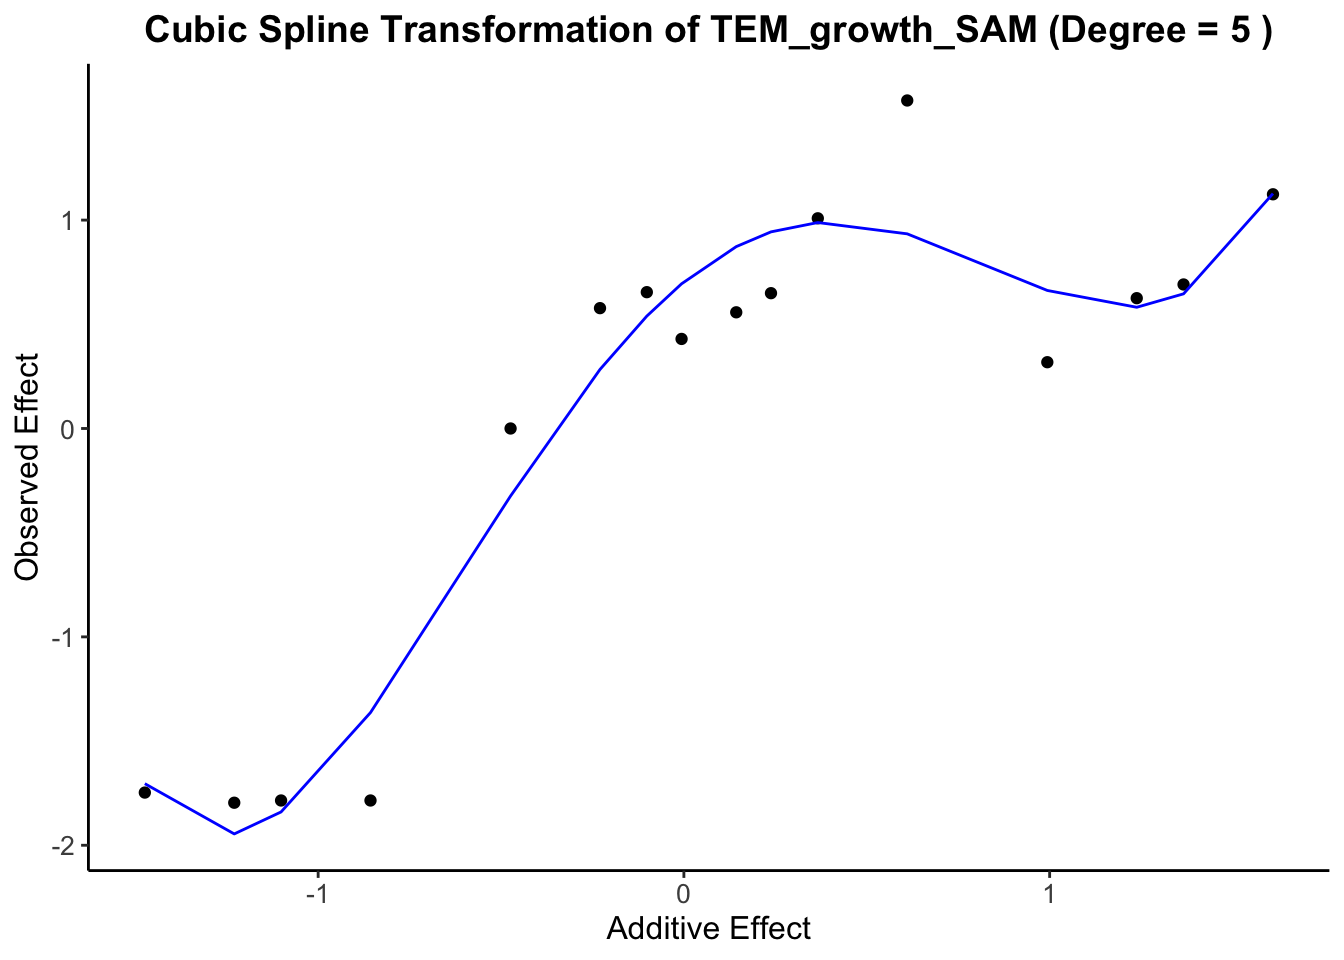 Cubic Spline Transformation of TEM_growth_SAM (Degree = 5 )
Observed Effect
1
0
-1
-2
-1
0
1
Additive Effect